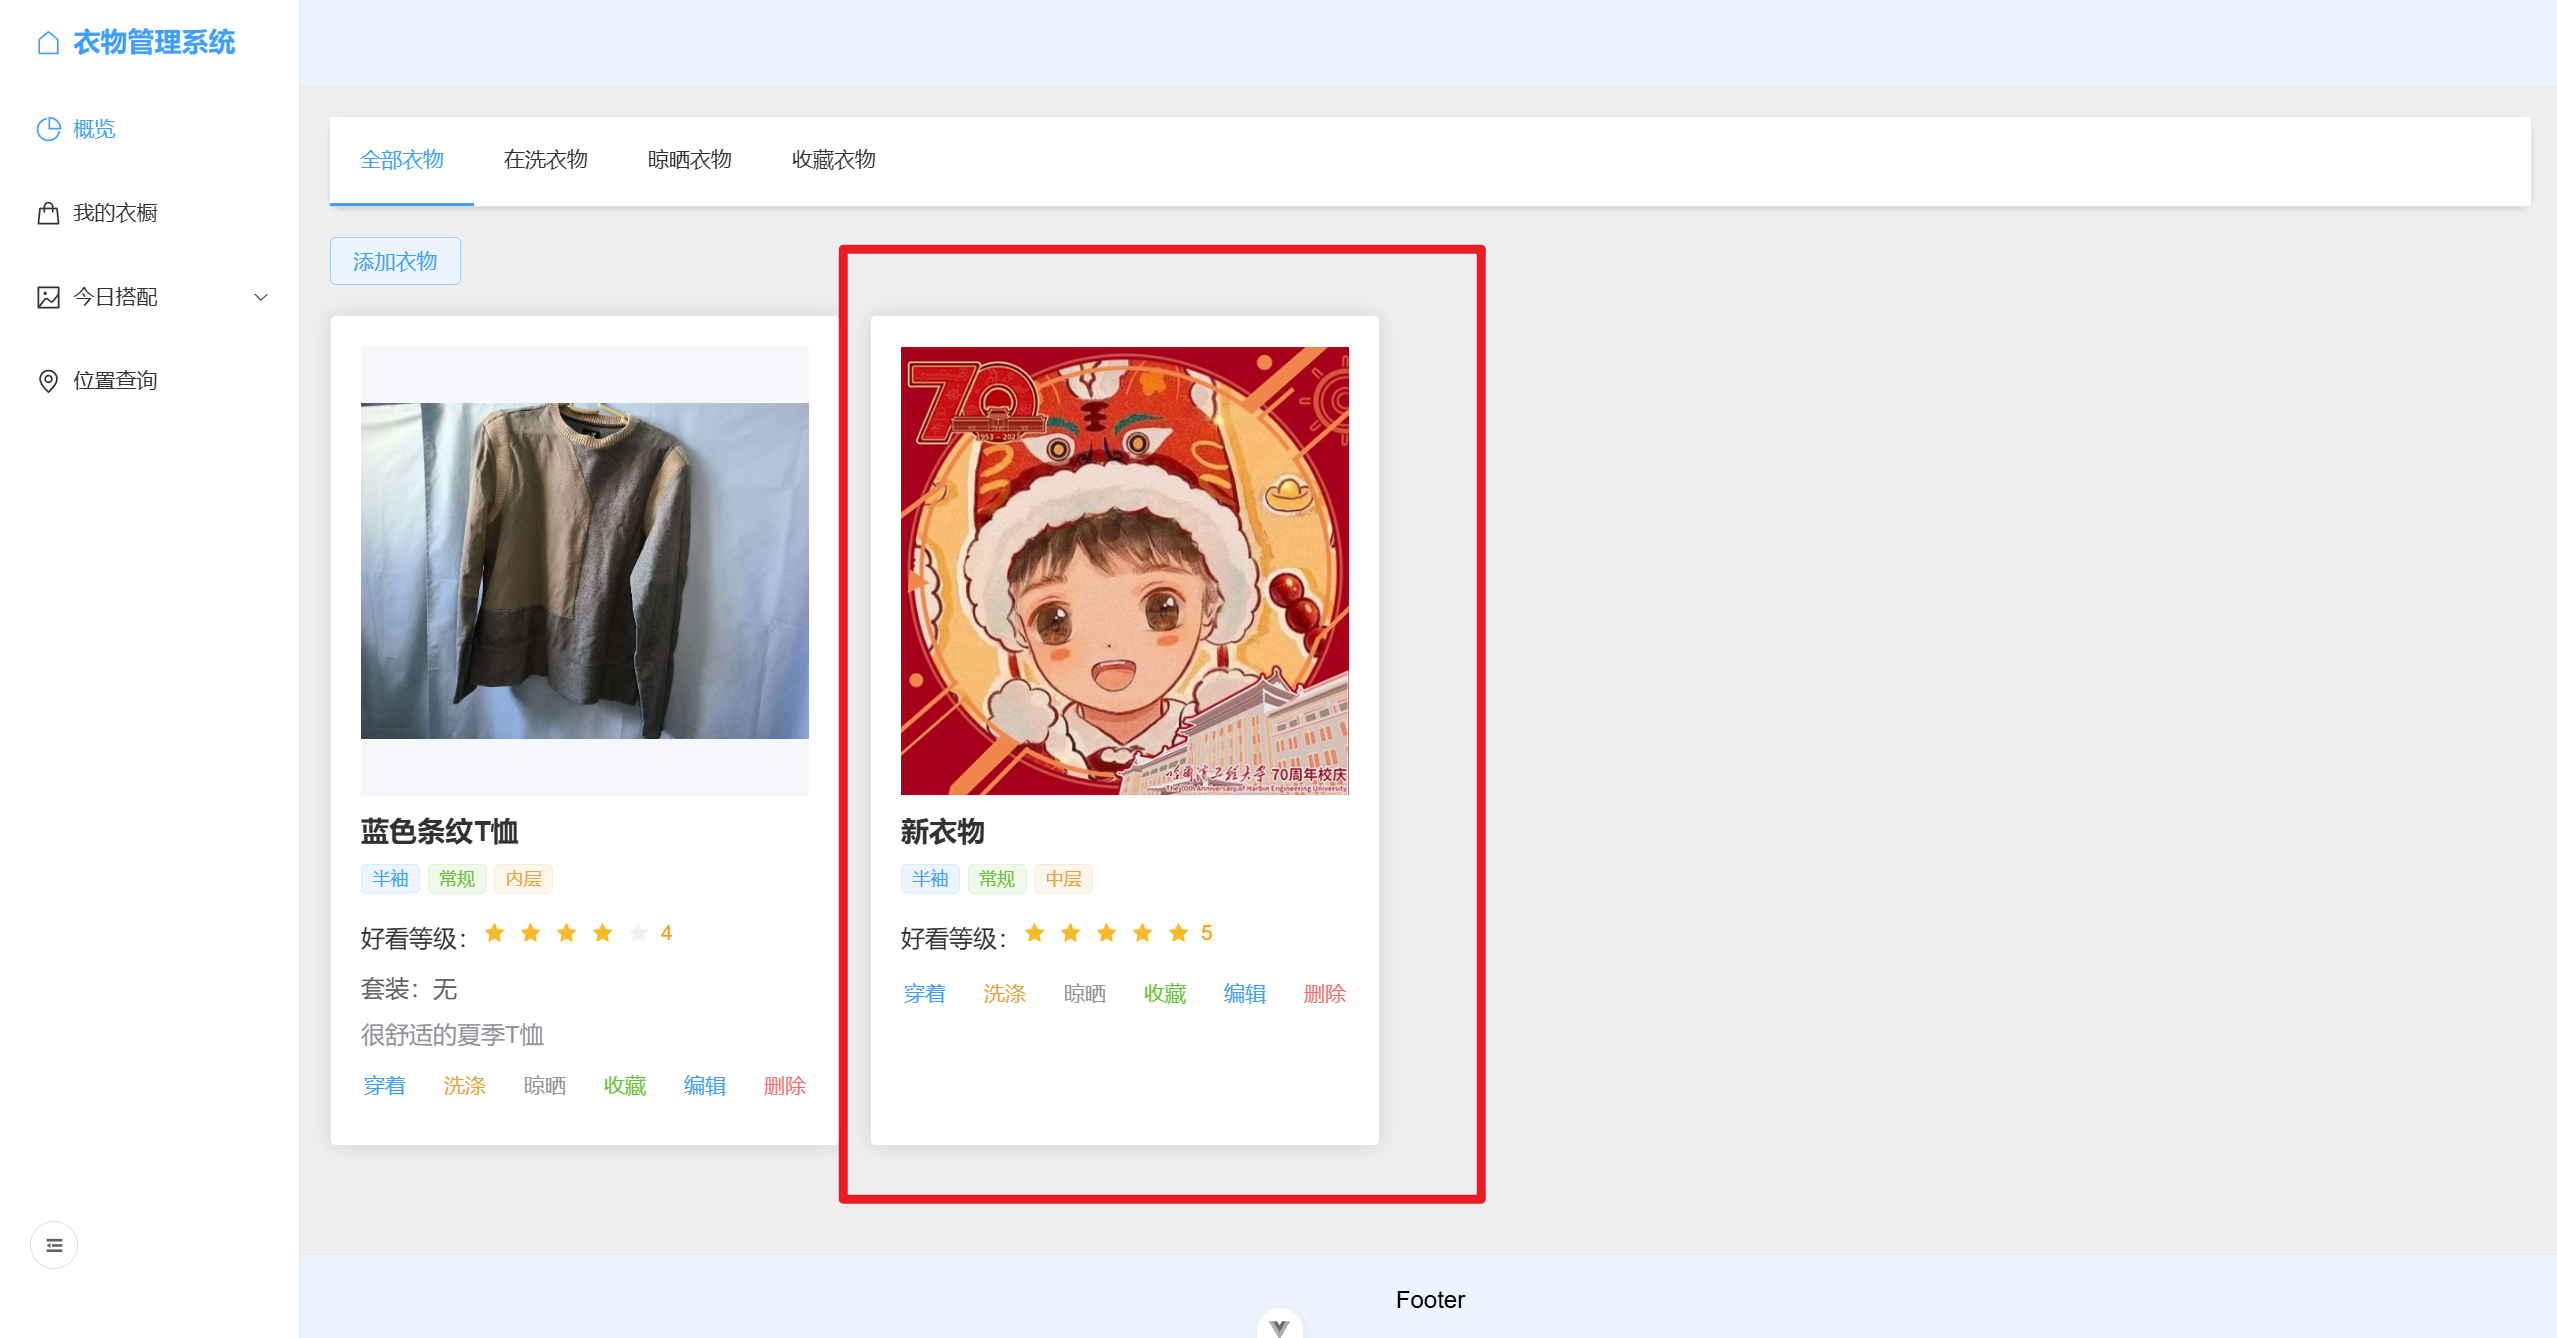 衣物管理系统
概览
我的衣橱
今日搭配
位置查询
全部衣物 在洗衣物 晾晒衣物 收藏衣物
添加衣物
蓝色条纹T恤
半袖 常规 内层
好看等级： 4
套装：无
很舒适的夏季T恤
穿着 洗涤 晾晒 收藏 编辑 删除
70
1953 - 2023
哈尔滨工程大学 70周年校庆
The 70th Anniversary of Harbin Engineering University
新衣物
半袖 常规 中层
好看等级： 5
穿着 洗涤 晾晒 收藏 编辑 删除
Footer